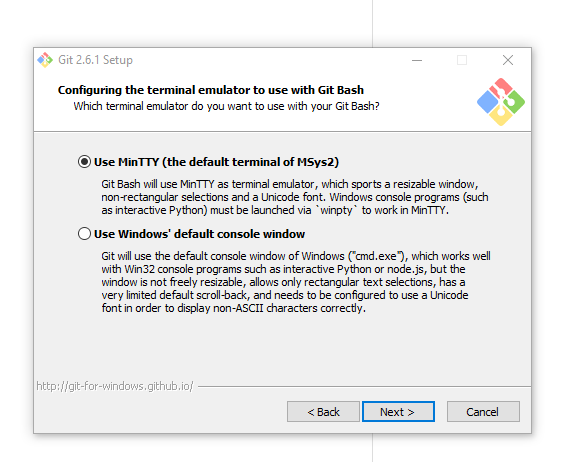 Git 2.6.1 Setup
Configuring the terminal emulator to use with Git Bash
Which terminal emulator do you want to use with your Git Bash?
Use MinTTY (the default terminal of MSys2)
Git Bash will use MinTTY as terminal emulator, which sports a resizable window,
non-rectangular selections and a Unicode font. Windows console programs (such
as interactive Python) must be launched via `winpty` to work in MinTTY.
Use Windows' default console window
Git will use the default console window of Windows ("cmd.exe"), which works well
with Win32 console programs such as interactive Python or node.js, but the
window is not freely resizable, allows only rectangular text selections, has a
very limited default scroll-back, and needs to be configured to use a Unicode
font in order to display non-ASCII characters correctly.
http://git-for-windows.github.io/
< Back
Next >
Cancel